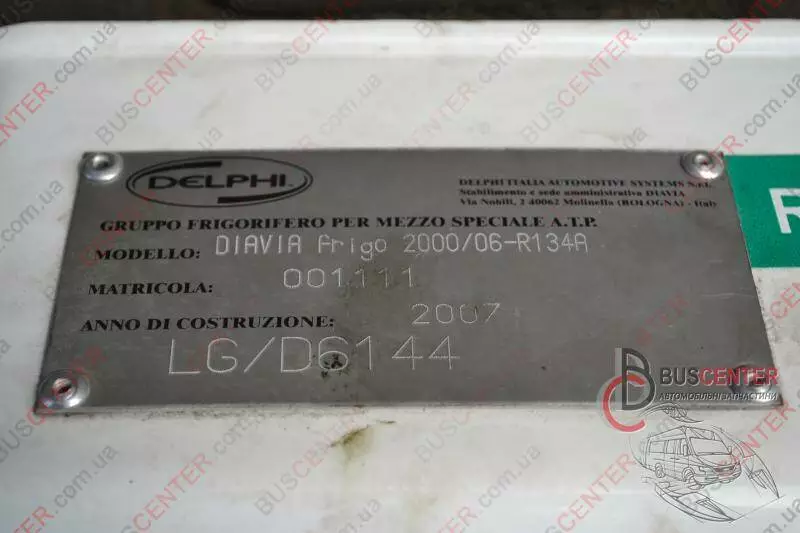 DELPHI
DELPHI ITALIA AUTOMOTIVE SYSTEMS S.r.L.
Stabilimento e sede amministrativa DIAVIA
Via Nobili, 2 40062 Molinella (BOLOGNA) - Italy
GRUPPO FRIGORIFERO PER MEZZO SPECIALE A.T.P.
MODELLO: DIAVIA Frigo 2000/06-R134A
MATRICOLA: 001111
ANNO DI COSTRUZIONE: 2007
LG/D6144
R
BUSCENTER
АВТОМОБІЛЬНІ ЗАПЧАСТИНИ
BUSCENTER.com.ua